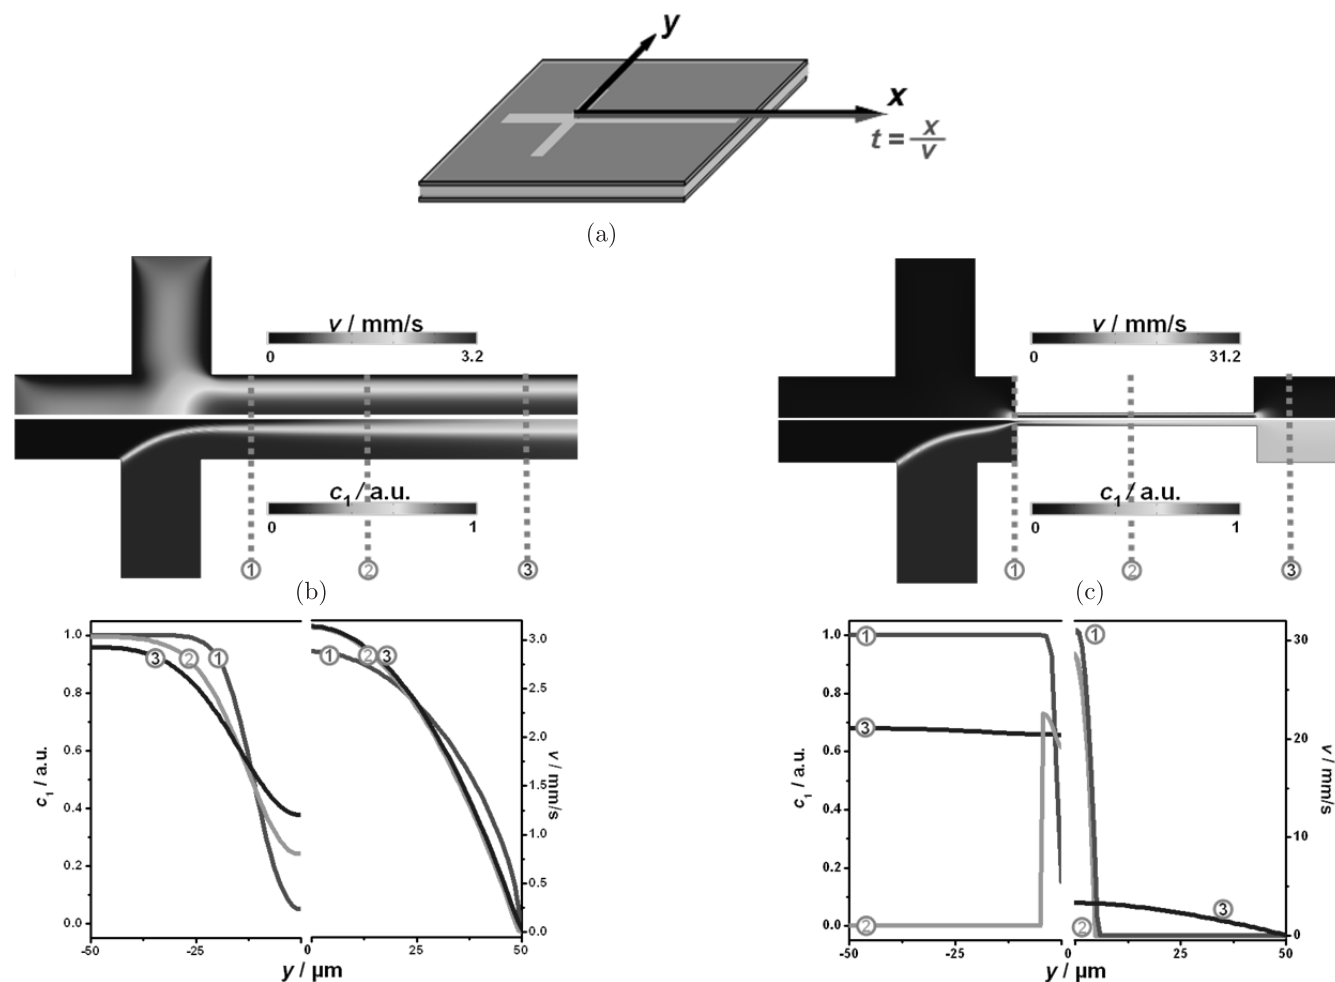 y
x
t = x
v
(a)
v / mm/s
0 3.2
c1 / a.u.
0 1
1 2 3
v / mm/s
0 31.2
c1 / a.u.
0 1
1 2 3
(b)
(c)
1.0
0.8
0.6
0.4
0.2
0.0
c1 / a.u.
3 2 1
1 2 3
3.0
2.5
2.0
1.5
1.0
0.5
0.0
v / mm/s
-50 -25 0 0 25 50
y / µm
1.0
0.8
0.6
0.4
0.2
0.0
c1 / a.u.
1
3
2
1
3
2
30
20
10
0
v / mm/s
-50 -25 0 25 50
y / µm